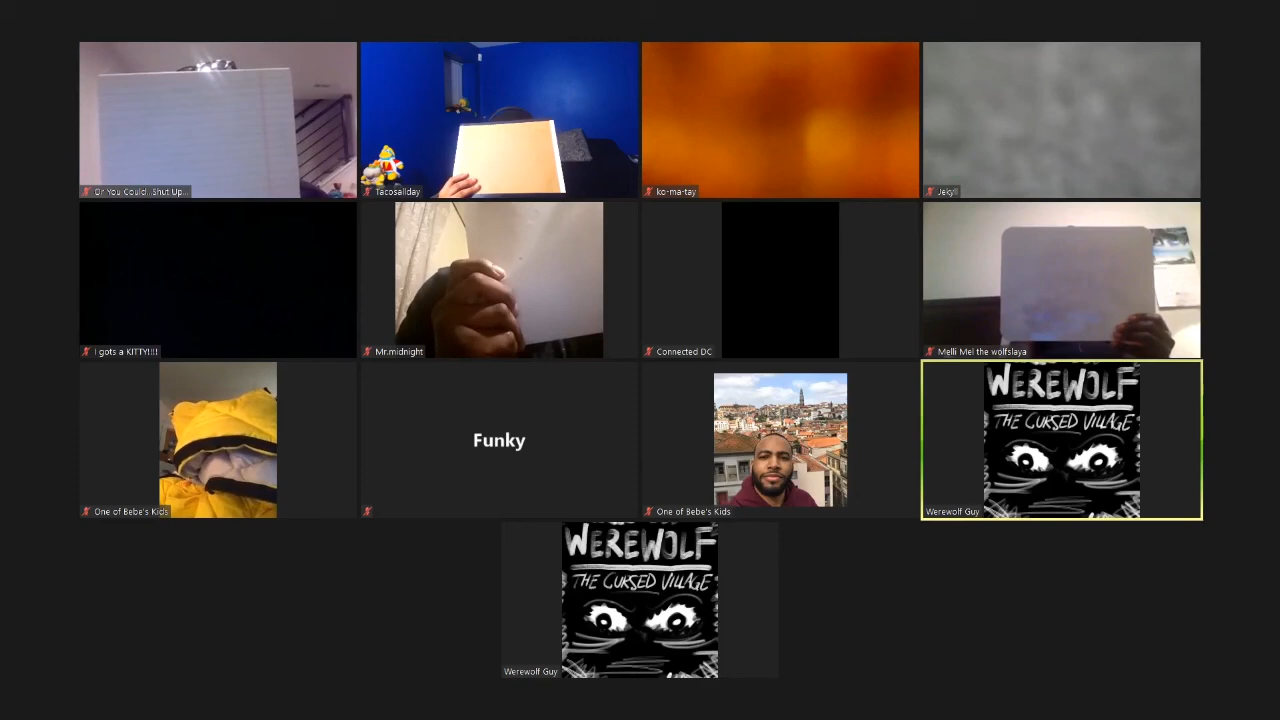 Or You Could...Shut Up...
Tacosallday
ko-ma-tay
Jekyll
I gots a KITTY!!!!
Mr.midnight
Connected DC
Melli Mel the wolfslaya
One of Bebe's Kids
Funky
One of Bebe's Kids
WEREWOLF
THE CURSED VILLAGE
Werewolf Guy
WEREWOLF
THE CURSED VILLAGE
Werewolf Guy